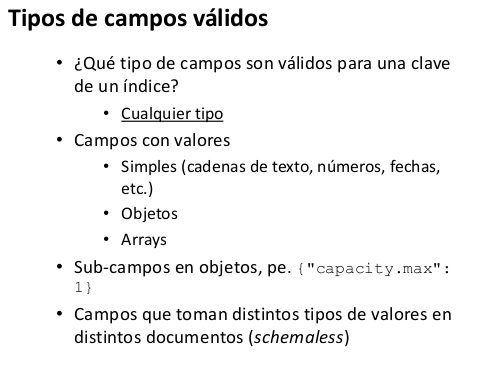 Tipos de campos válidos
• ¿Qué tipo de campos son válidos para una clave
de un índice?
• Cualquier tipo
• Campos con valores
• Simples (cadenas de texto, números, fechas,
etc.)
• Objetos
• Arrays
• Sub-campos en objetos, pe. {"capacity.max":
1}
• Campos que toman distintos tipos de valores en
distintos documentos (schemaless)